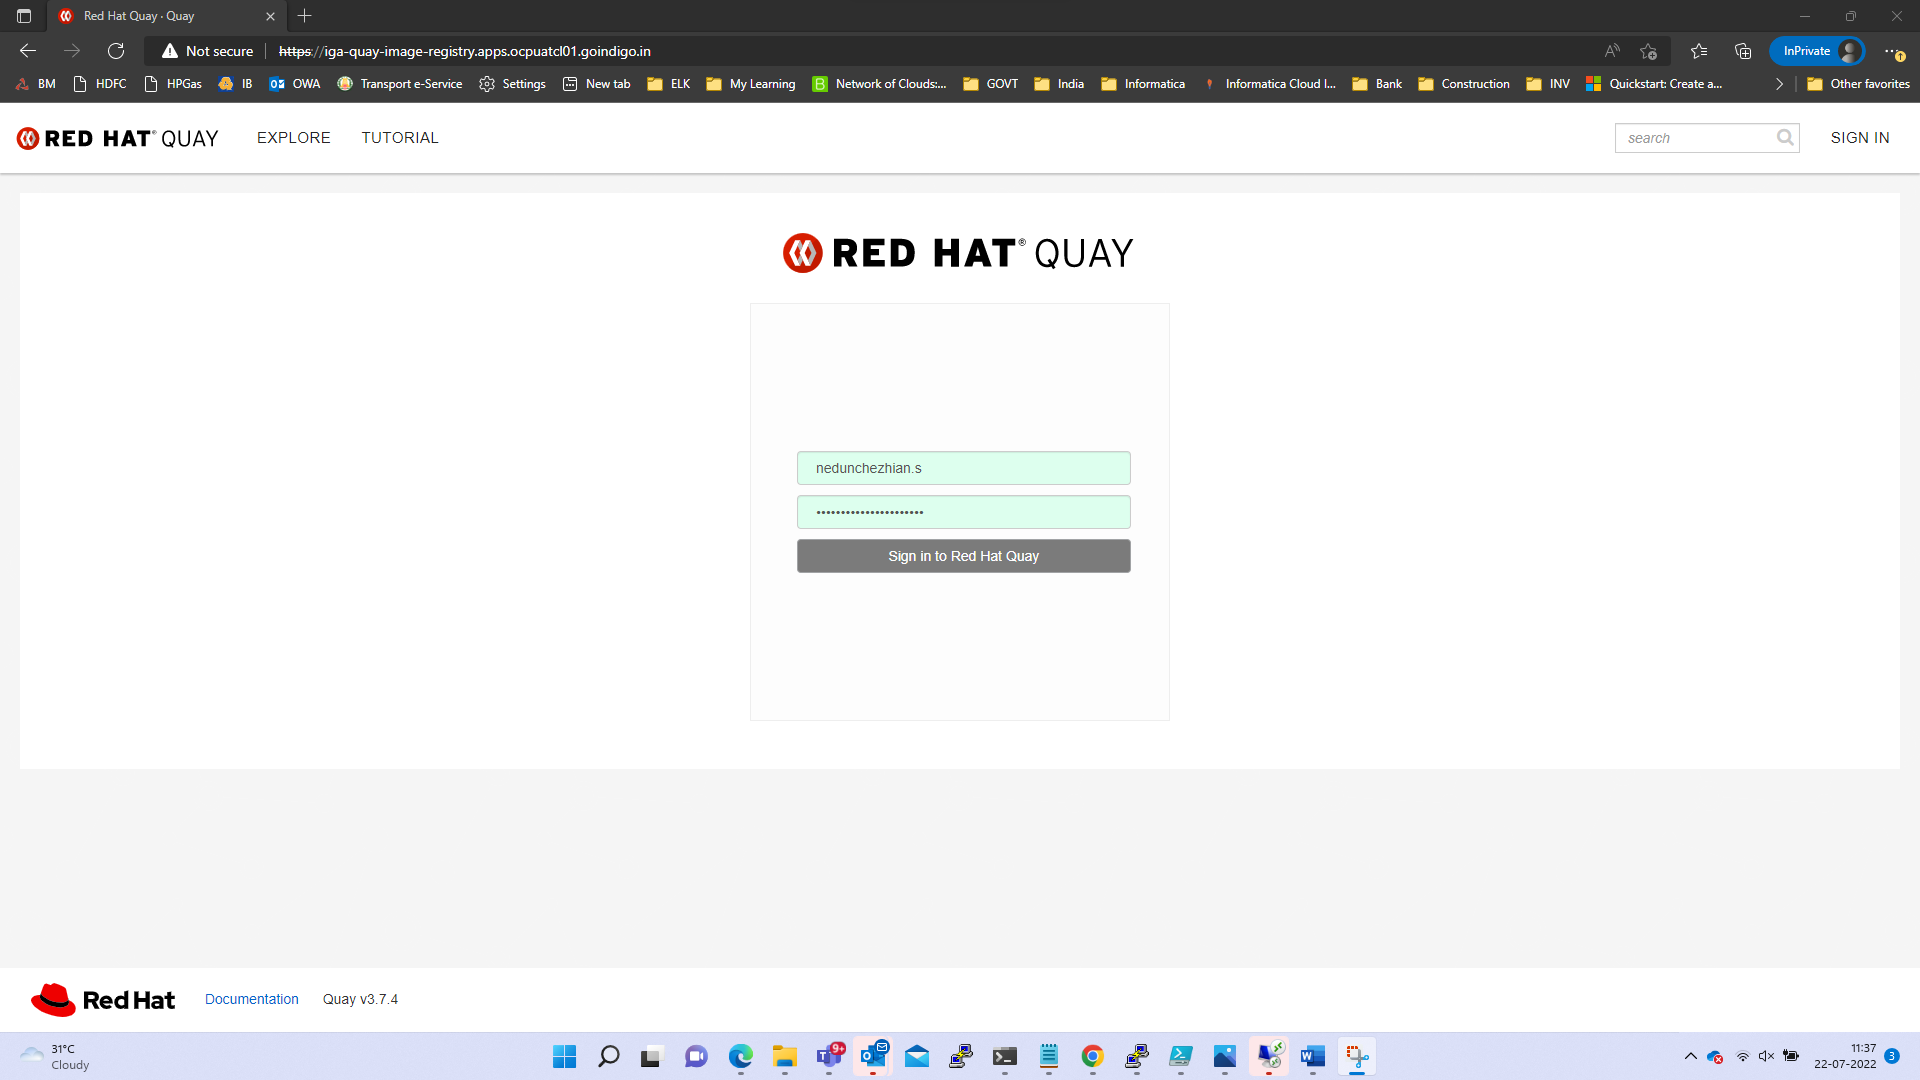 Red Hat Quay · Quay
Not secure
https://iga-quay-image-registry.apps.ocpuatcl01.goindigo.in
InPrivate
BM HDFC HPGas IB OWA Transport e-Service Settings New tab ELK My Learning Network of Clouds:... GOVT India Informatica Informatica Cloud I... Bank Construction INV Quickstart: Create a... Other favorites
RED HAT® QUAY EXPLORE TUTORIAL search SIGN IN
RED HAT® QUAY
nedunchezhian.s
••••••••••••••••••••••
Sign in to Red Hat Quay
Red Hat Documentation Quay v3.7.4
31°C
Cloudy
9+
11:37
22-07-2022
3